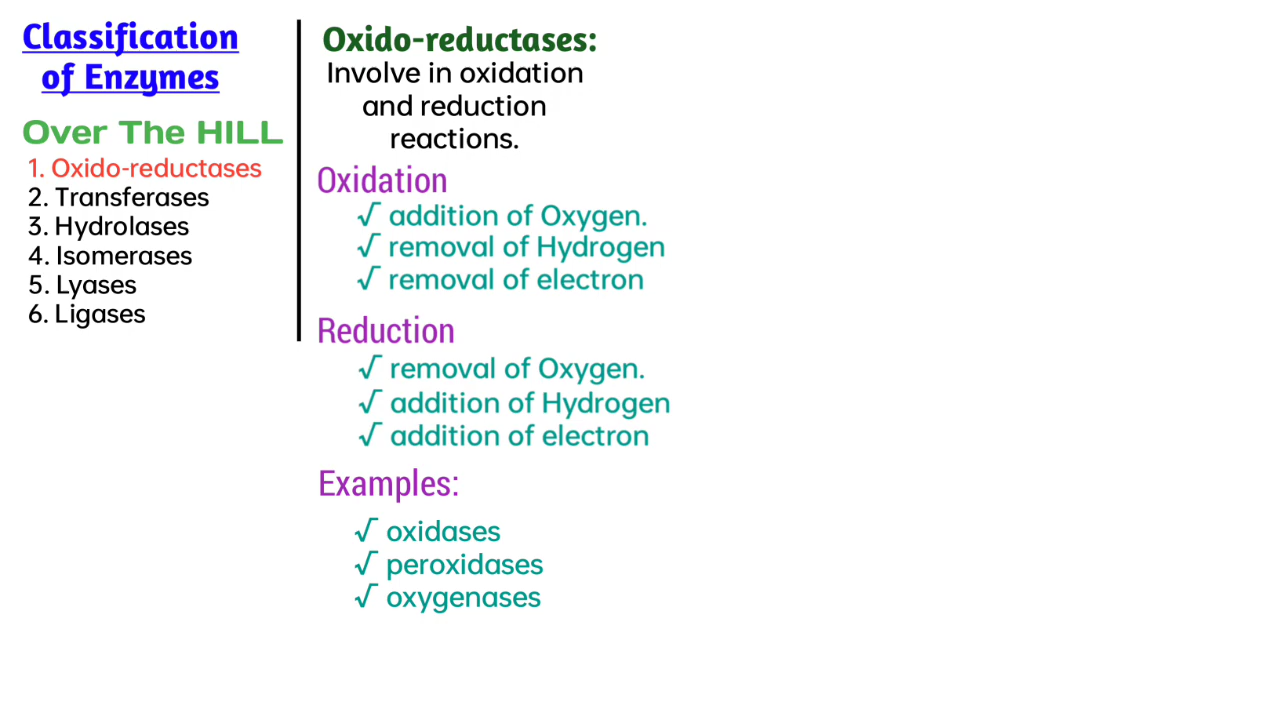 Classification
of Enzymes
Over The HILL
1. Oxido-reductases
2. Transferases
3. Hydrolases
4. Isomerases
5. Lyases
6. Ligases
Oxido-reductases:
Involve in oxidation
and reduction
reactions.
Oxidation
√ addition of Oxygen.
√ removal of Hydrogen
√ removal of electron
Reduction
√ removal of Oxygen.
√ addition of Hydrogen
√ addition of electron
Examples:
√ oxidases
√ peroxidases
√ oxygenases